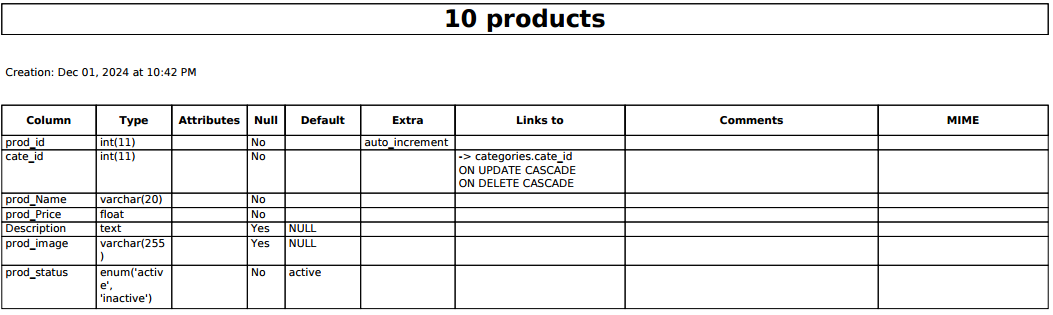 10 products
Creation: Dec 01, 2024 at 10:42 PM
Column Type Attributes Null Default Extra Links to Comments MIME
prod_id int(11) No auto_increment
cate_id int(11) No -> categories.cate_id
ON UPDATE CASCADE
ON DELETE CASCADE
prod_Name varchar(20) No
prod_Price float No
Description text Yes NULL
prod_image varchar(255 Yes NULL
)
prod_status enum('activ No active
e',
'inactive')